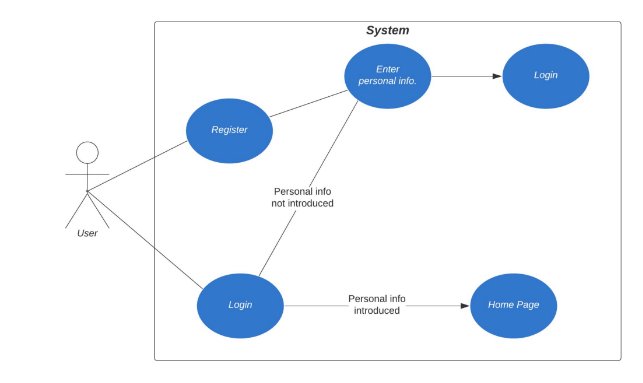 System
Enter
personal info.
Login
Register
Personal info
not introduced
User
Login
Personal info
introduced
Home Page